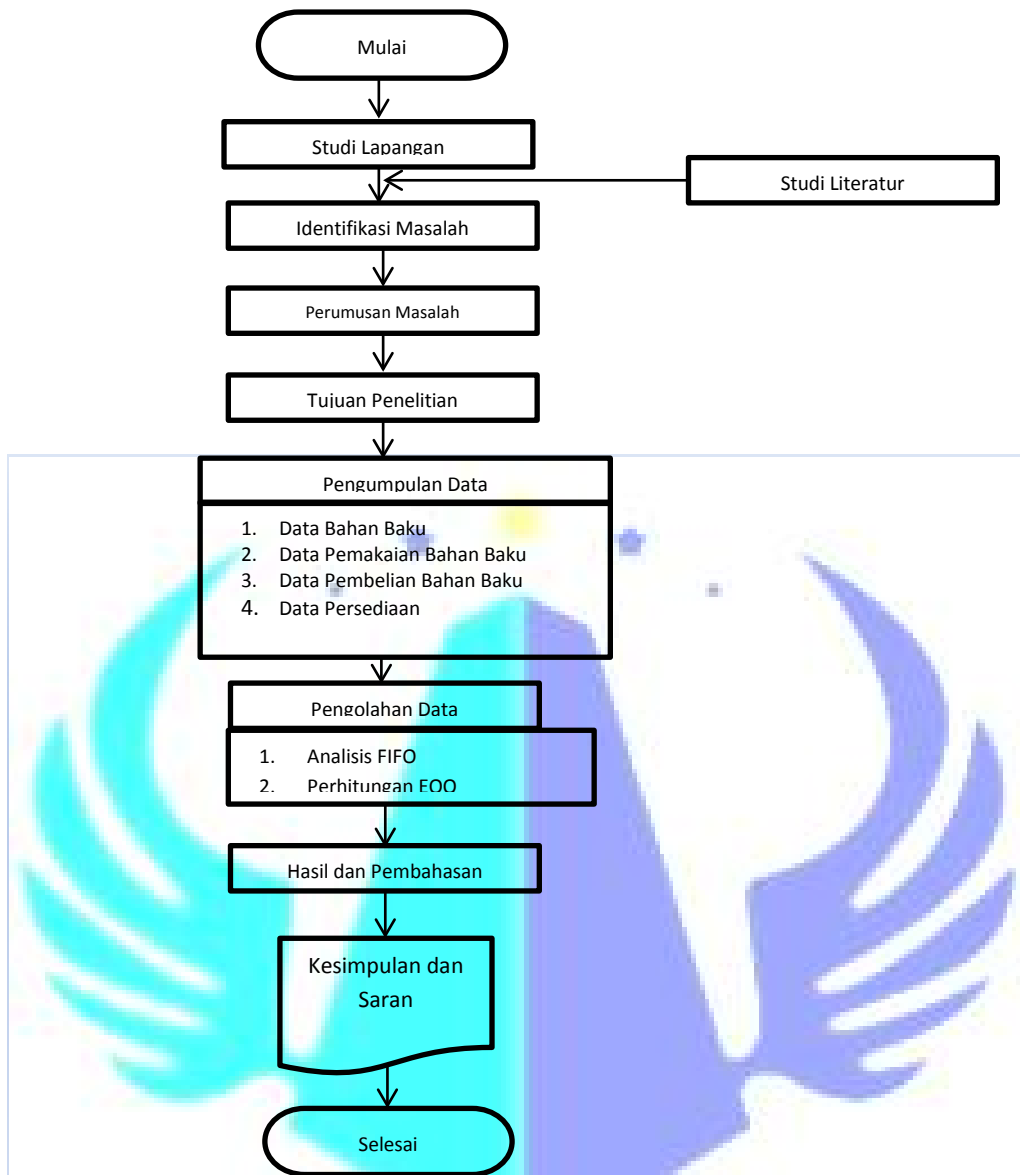 Mulai
Studi Lapangan
Studi Literatur
Identifikasi Masalah
Perumusan Masalah
Tujuan Penelitian
Pengumpulan Data
1. Data Bahan Baku
2. Data Pemakaian Bahan Baku
3. Data Pembelian Bahan Baku
4. Data Persediaan
Pengolahan Data
1. Analisis FIFO
2. Perhitungan EOQ
Hasil dan Pembahasan
Kesimpulan dan
Saran
Selesai